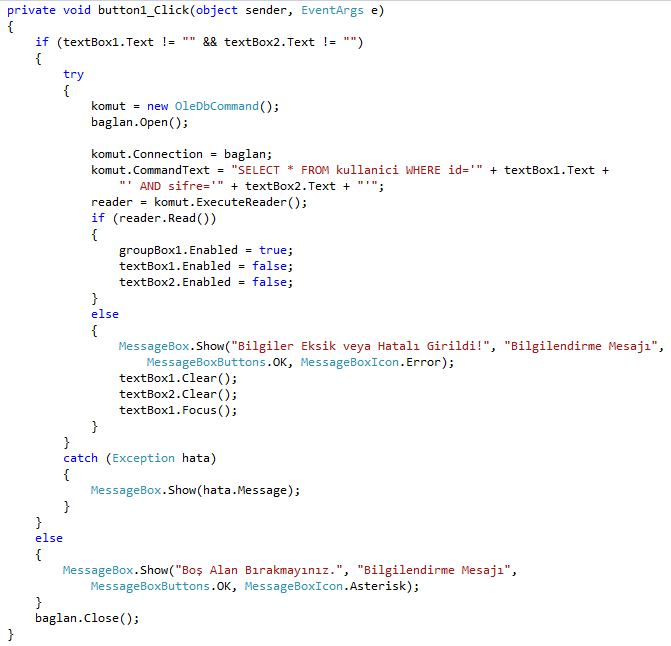 private void button1_Click(object sender, EventArgs e)
{
    if (textBox1.Text != "" && textBox2.Text != "")
    {
        try
        {
            komut = new OleDbCommand();
            baglan.Open();

            komut.Connection = baglan;
            komut.CommandText = "SELECT * FROM kullanici WHERE id='" + textBox1.Text +
                "' AND sifre='" + textBox2.Text + "'";
            reader = komut.ExecuteReader();
            if (reader.Read())
            {
                groupBox1.Enabled = true;
                textBox1.Enabled = false;
                textBox2.Enabled = false;
            }
            else
            {
                MessageBox.Show("Bilgiler Eksik veya Hatalı Girildi!", "Bilgilendirme Mesajı",
                    MessageBoxButtons.OK, MessageBoxIcon.Error);
                textBox1.Clear();
                textBox2.Clear();
                textBox1.Focus();
            }
        }
        catch (Exception hata)
        {
            MessageBox.Show(hata.Message);
        }
    }
    else
    {
        MessageBox.Show("Boş Alan Bırakmayınız.", "Bilgilendirme Mesajı",
            MessageBoxButtons.OK, MessageBoxIcon.Asterisk);
    }
    baglan.Close();
}